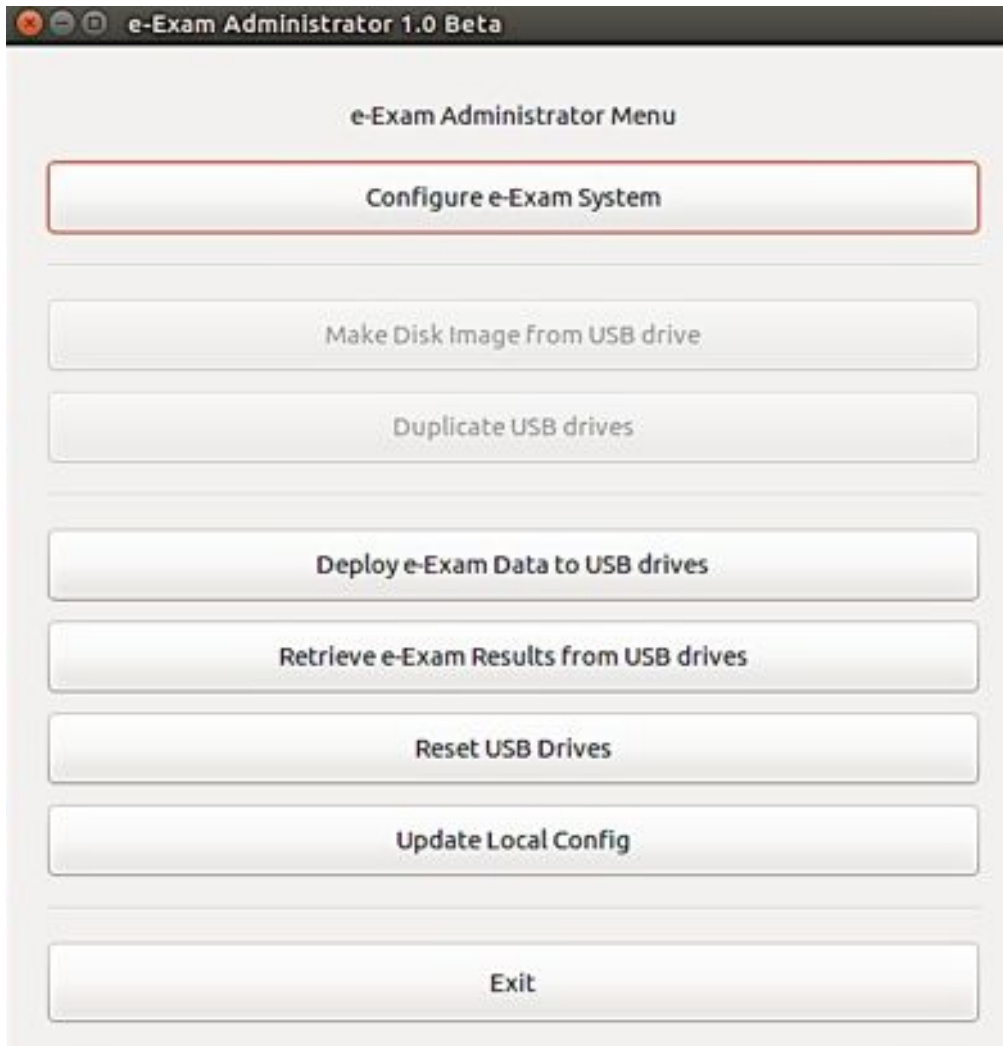 e-Exam Administrator 1.0 Beta
e-Exam Administrator Menu
Configure e-Exam System
Make Disk Image from USB drive
Duplicate USB drives
Deploy e-Exam Data to USB drives
Retrieve e-Exam Results from USB drives
Reset USB Drives
Update Local Config
Exit